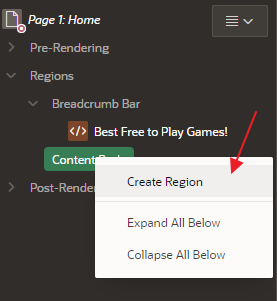 Page 1: Home
Pre-Rendering
Regions
Breadcrumb Bar
</> Best Free to Play Games!
Content
Create Region
Post-Render
Expand All Below
Collapse All Below